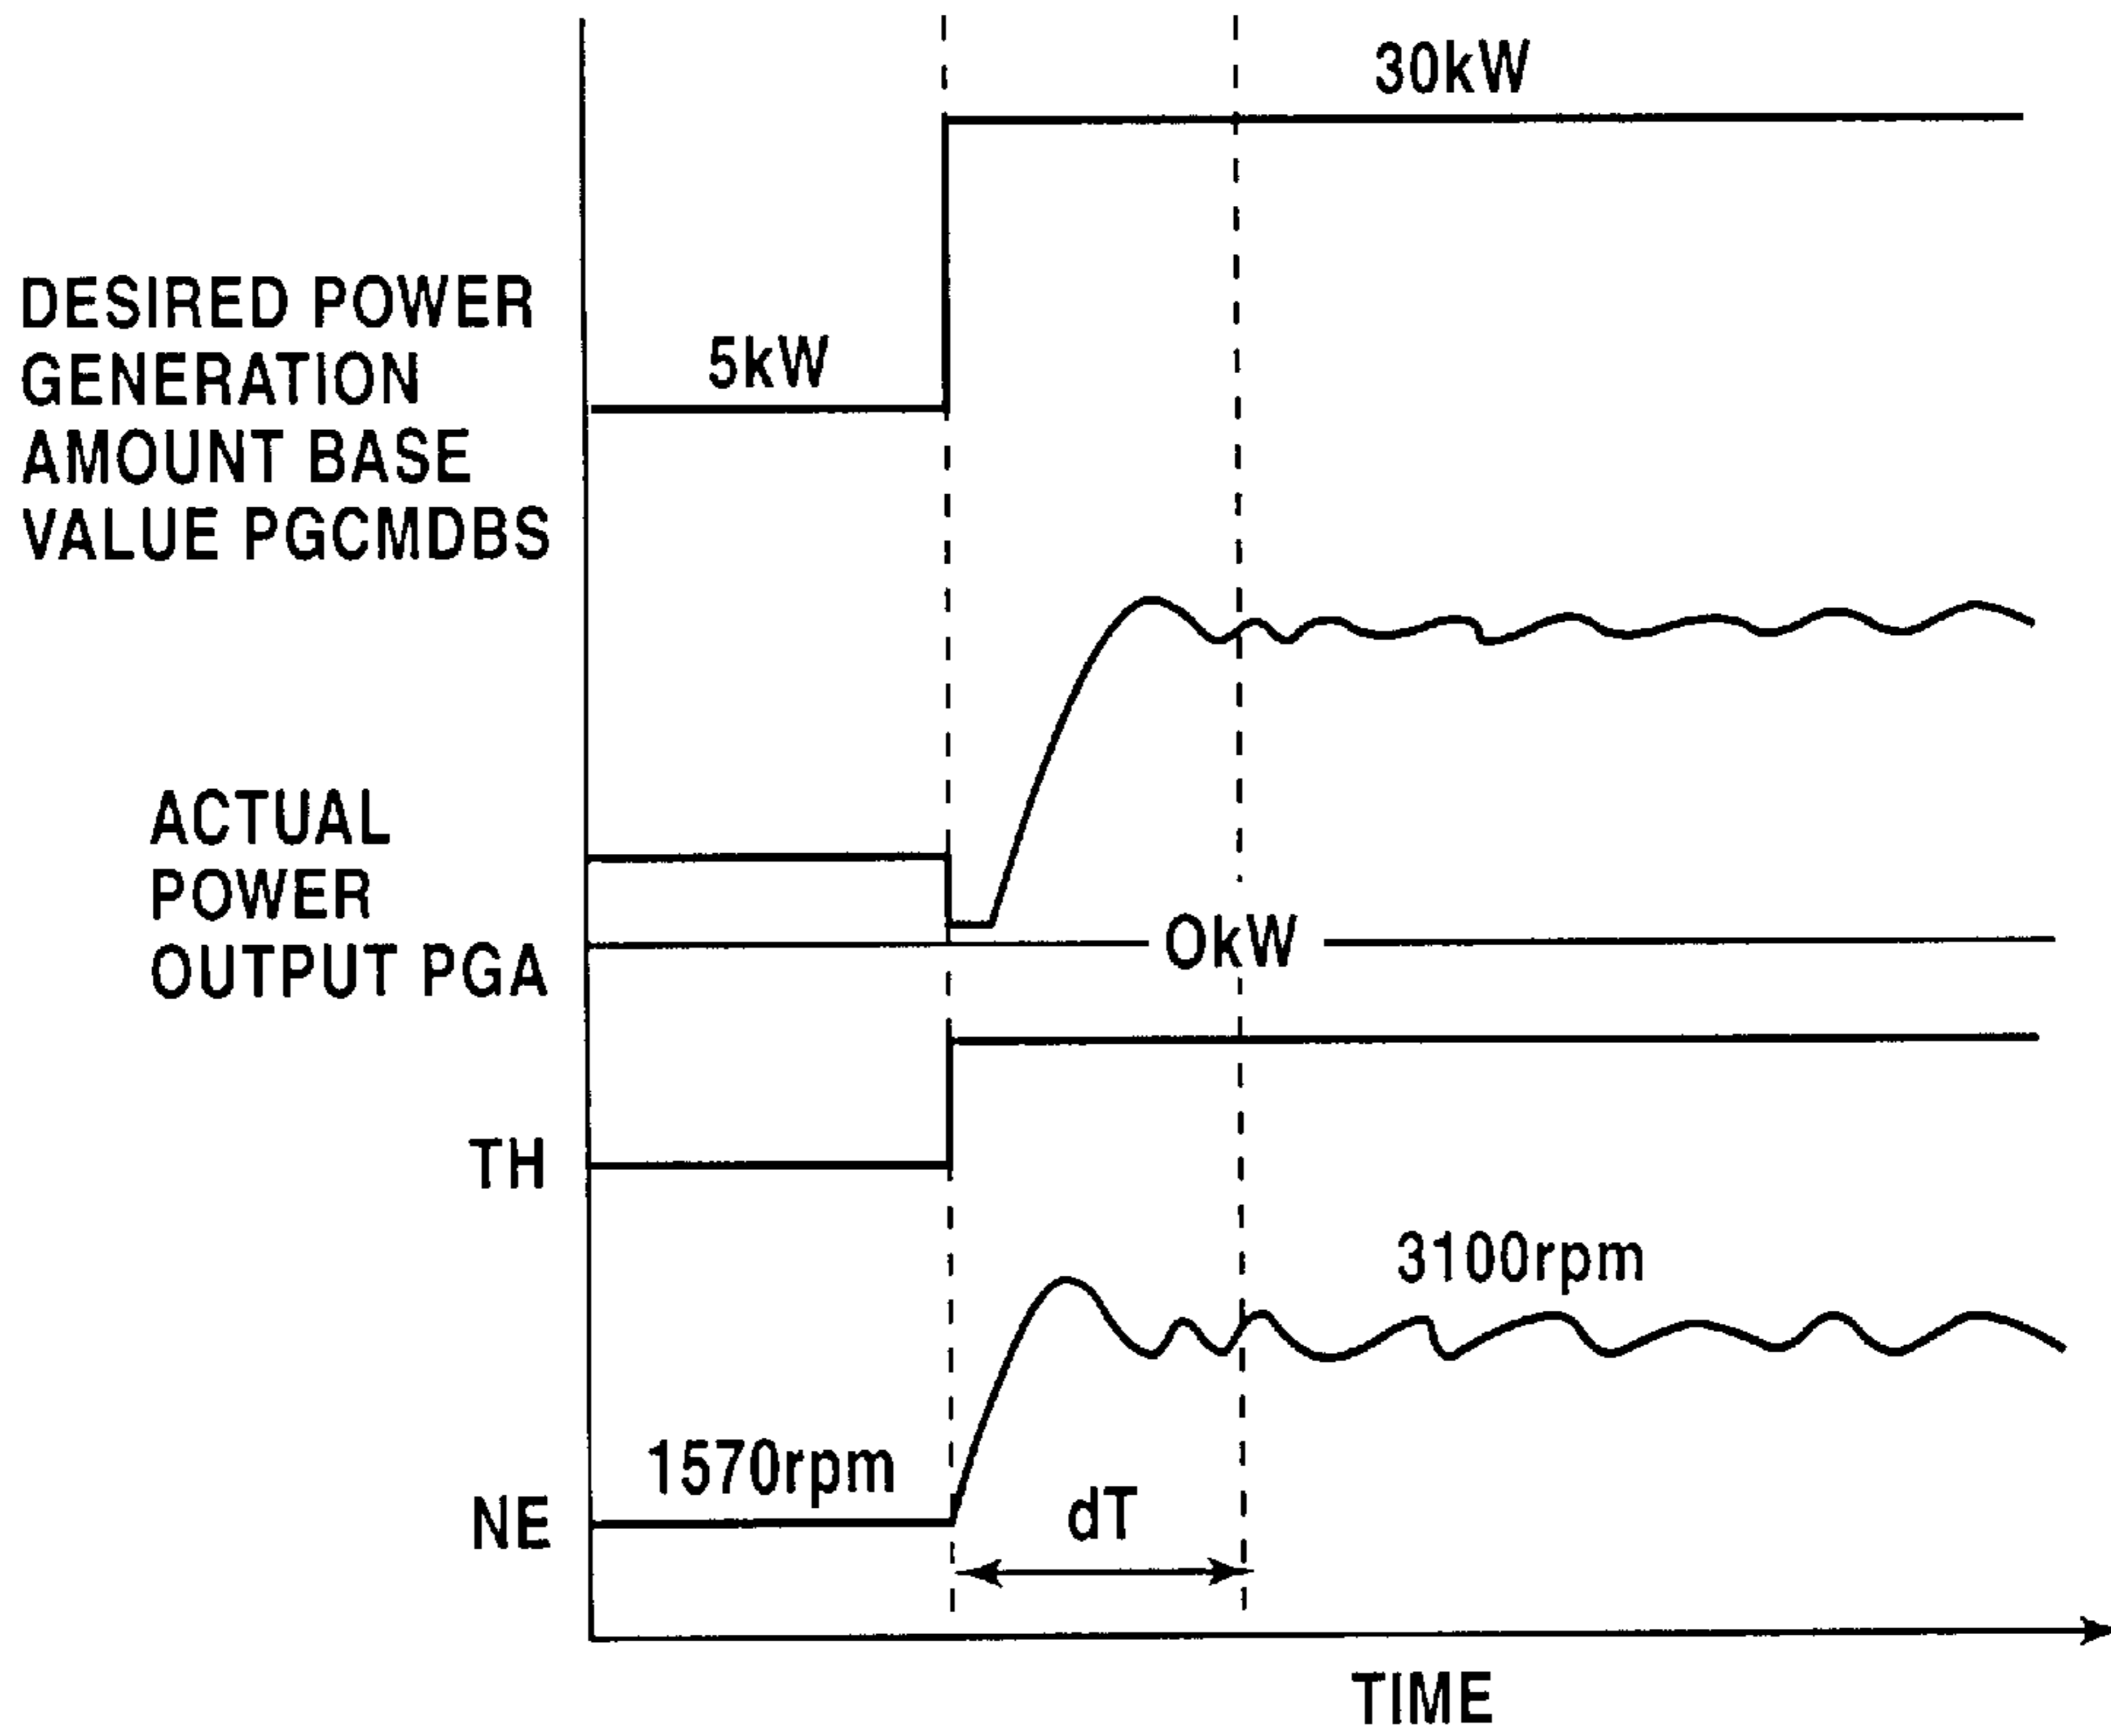 30kW
5kW
DESIRED POWER
GENERATION
AMOUNT BASE
VALUE PGCMDBS
ACTUAL
POWER
OUTPUT PGA
0kW
TH
3100rpm
1570rpm
NE
dT
TIME